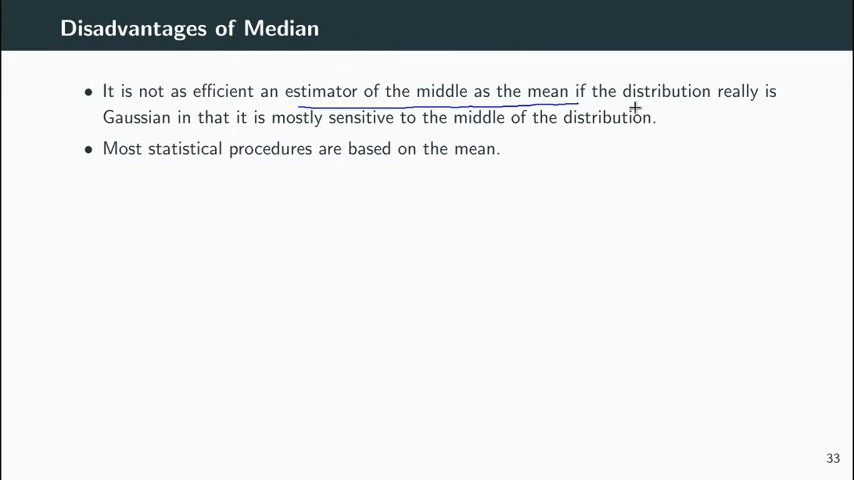 Disadvantages of Median
• It is not as efficient an estimator of the middle as the mean if the distribution really is
Gaussian in that it is mostly sensitive to the middle of the distribution.
• Most statistical procedures are based on the mean.
33